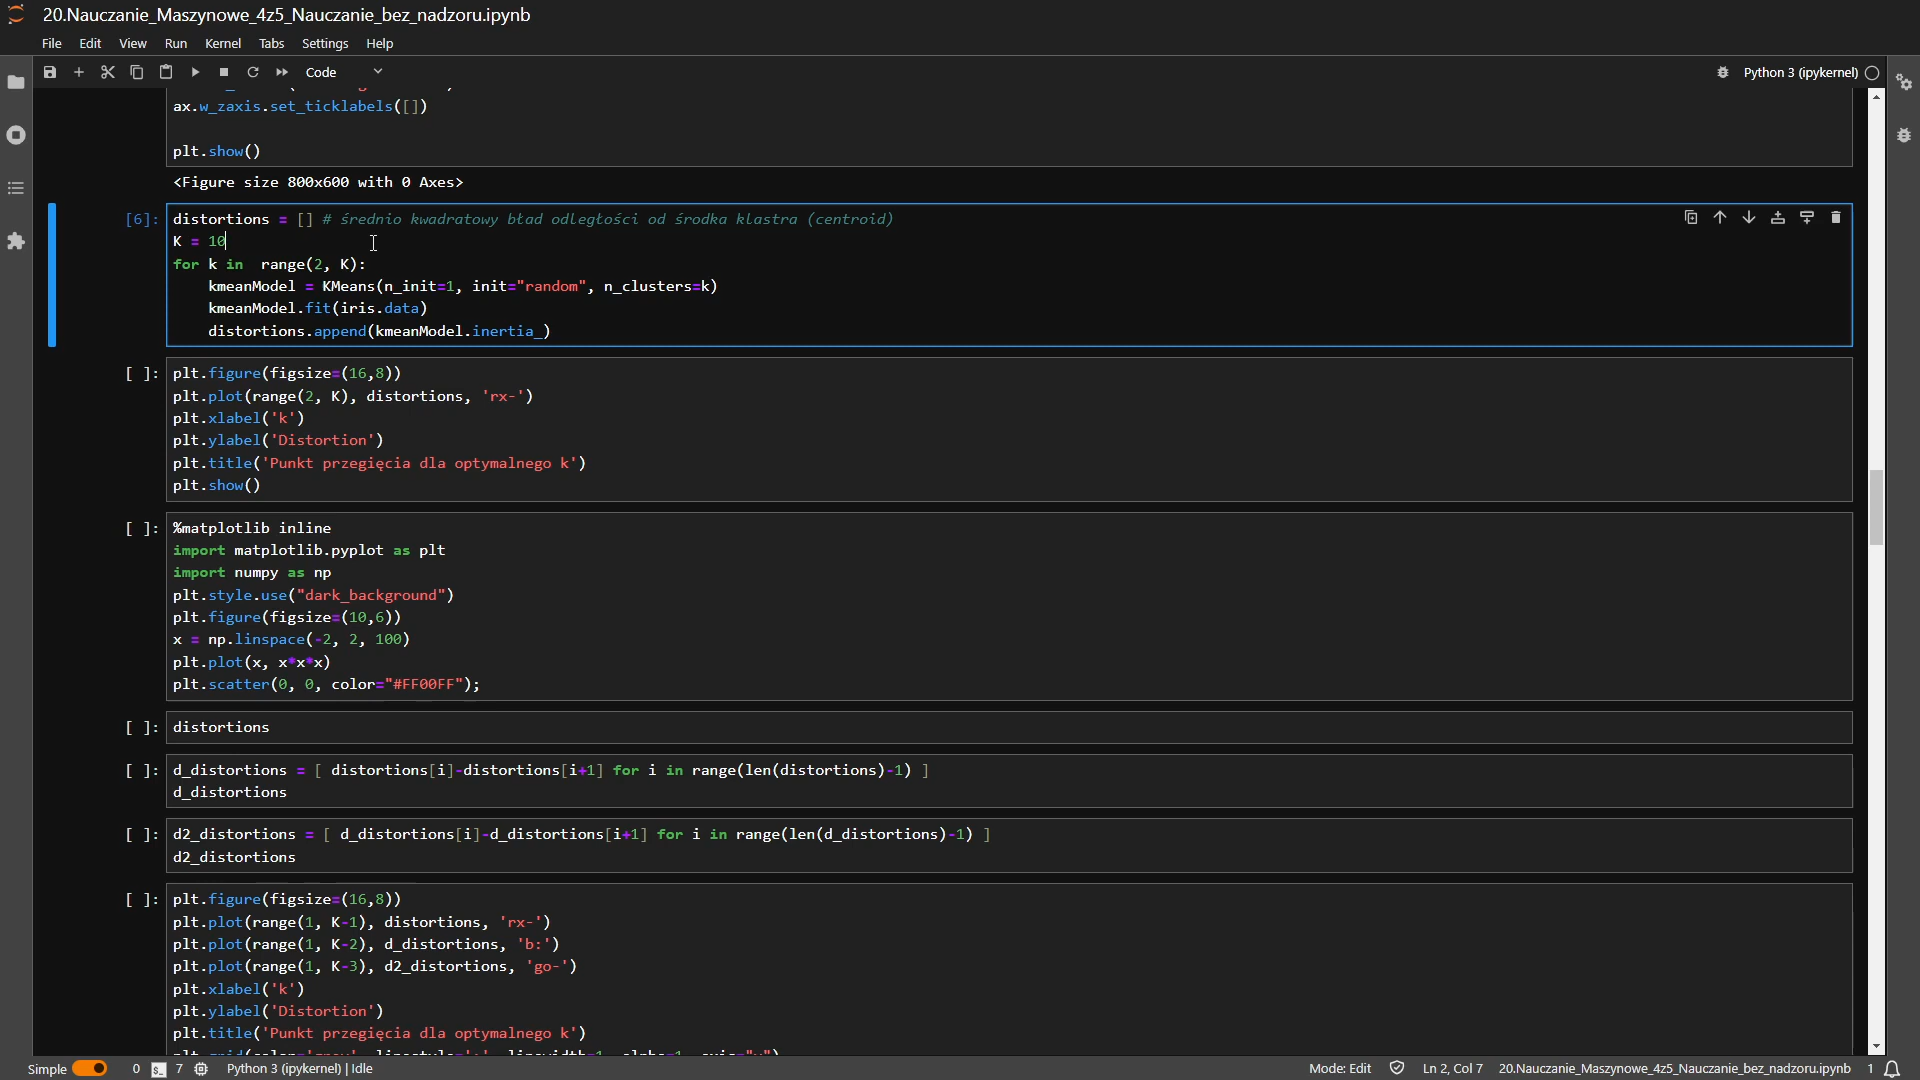 20.Nauczanie_Maszynowe_4z5_Nauczanie_bez_nadzoru.ipynb
File Edit View Run Kernel Tabs Settings Help
Code Python 3 (ipykernel)
ax.w_zaxis.set_ticklabels([])
plt.show()
<Figure size 800x600 with 0 Axes>
[6]: distortions = [] # średnio kwadratowy błąd odległości od środka klastra (centroid)
K = 10
for k in  range(2, K):
    kmeanModel = KMeans(n_init=1, init="random", n_clusters=k)
    kmeanModel.fit(iris.data)
    distortions.append(kmeanModel.inertia_)
[ ]: plt.figure(figsize=(16,8))
plt.plot(range(2, K), distortions, 'rx-')
plt.xlabel('k')
plt.ylabel('Distortion')
plt.title('Punkt przegięcia dla optymalnego k')
plt.show()
[ ]: %matplotlib inline
import matplotlib.pyplot as plt
import numpy as np
plt.style.use("dark_background")
plt.figure(figsize=(10,6))
x = np.linspace(-2, 2, 100)
plt.plot(x, x*x*x)
plt.scatter(0, 0, color="#FF00FF");
[ ]: distortions
[ ]: d_distortions = [ distortions[i]-distortions[i+1] for i in range(len(distortions)-1) ]
d_distortions
[ ]: d2_distortions = [ d_distortions[i]-d_distortions[i+1] for i in range(len(d_distortions)-1) ]
d2_distortions
[ ]: plt.figure(figsize=(16,8))
plt.plot(range(1, K-1), distortions, 'rx-')
plt.plot(range(1, K-2), d_distortions, 'b:')
plt.plot(range(1, K-3), d2_distortions, 'go-')
plt.xlabel('k')
plt.ylabel('Distortion')
plt.title('Punkt przegięcia dla optymalnego k')
Simple 0 7 Python 3 (ipykernel) | Idle Mode: Edit Ln 2, Col 7 20.Nauczanie_Maszynowe_4z5_Nauczanie_bez_nadzoru.ipynb 1